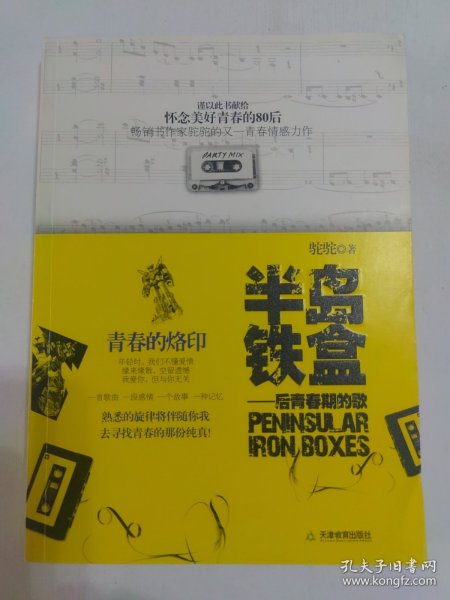 谨以此书献给
怀念美好青春的80后
畅销书作家驼驼的又一青春情感力作
PARTY MIX
驼驼◎著
半岛
铁盒
——后青春期的歌
PENINSULAR
IRON BOXES
青春的烙印
年轻时，我们不懂爱情
缘来缘散，空留遗憾
我爱你，但与你无关
一首歌曲 一段感情 一个故事 一种记忆
熟悉的旋律将伴随你我
去寻找青春的那份纯真!
天津教育出版社
孔夫子旧书网
www.kongfz.com